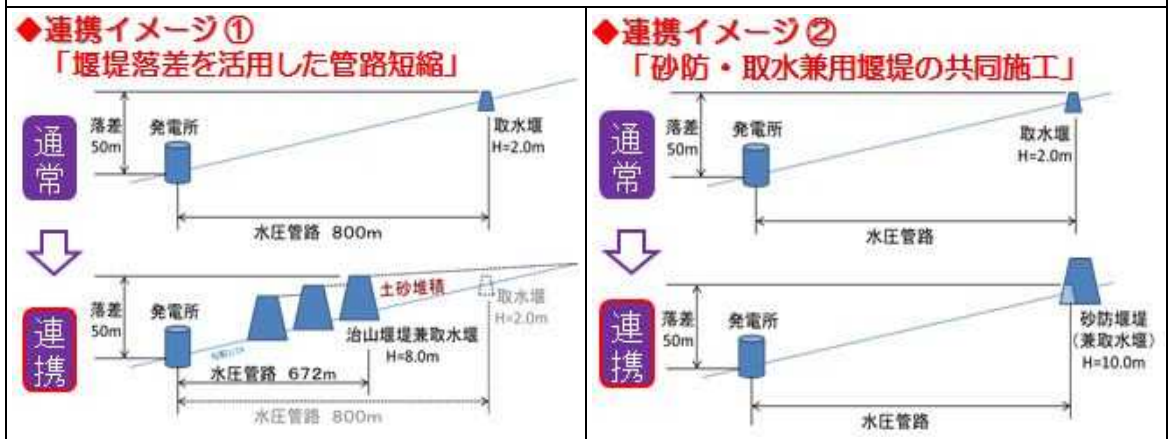 ◆連携イメージ①
「堰堤落差を活用した管路短縮」
通常
落差
50m
発電所
取水堰
H=2.0m
水圧管路 800m
連携
落差
50m
発電所
土砂堆積
取水堰
H=2.0m
治山堰堤兼取水堰
H=8.0m
水圧管路 672m
水圧管路 800m
◆連携イメージ②
「砂防・取水兼用堰堤の共同施工」
通常
落差
50m
発電所
取水堰
H=2.0m
水圧管路
連携
落差
50m
発電所
砂防堰堤
（兼取水堰）
H=10.0m
水圧管路